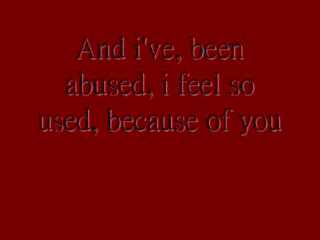 And i've, been
abused, i feel so
used, because of you